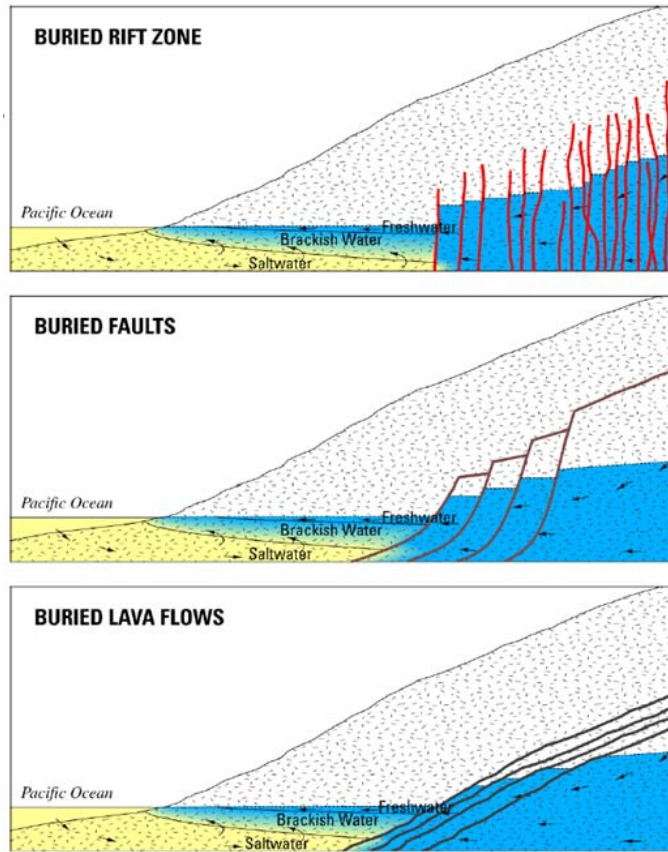 BURIED RIFT ZONE
Pacific Ocean
Freshwater
Brackish Water
Saltwater
BURIED FAULTS
Pacific Ocean
Freshwater
Brackish Water
Saltwater
BURIED LAVA FLOWS
Pacific Ocean
Freshwater
Brackish Water
Saltwater